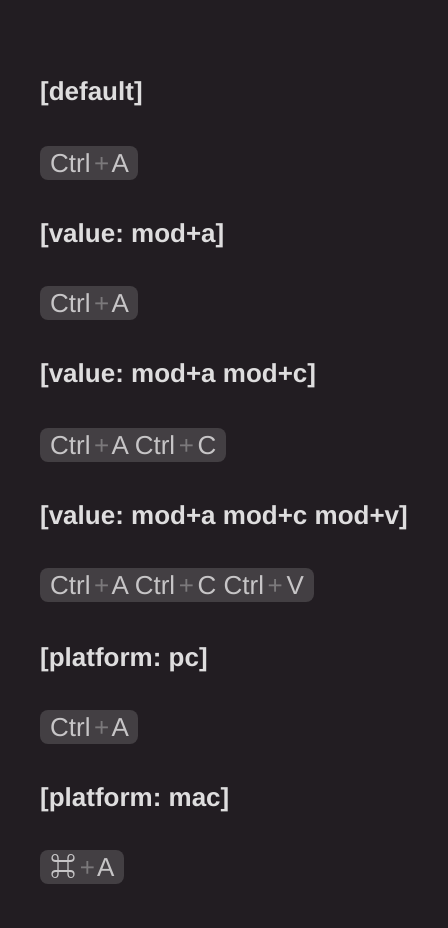 [default]
Ctrl+A
[value: mod+a]
Ctrl+A
[value: mod+a mod+c]
Ctrl+A Ctrl+C
[value: mod+a mod+c mod+v]
Ctrl+A Ctrl+C Ctrl+V
[platform: pc]
Ctrl+A
[platform: mac]
⌘+A